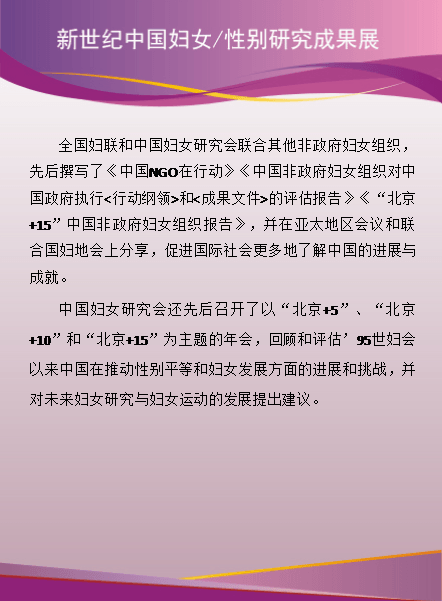 新世纪中国妇女/性别研究成果展
全国妇联和中国妇女研究会联合其他非政府妇女组织，
先后撰写了《中国NGO在行动》《中国非政府妇女组织对中
国政府执行<行动纲领>和<成果文件>的评估报告》《“北京
+15”中国非政府妇女组织报告》，并在亚太地区会议和联
合国妇地会上分享，促进国际社会更多地了解中国的进展与
成就。
中国妇女研究会还先后召开了以“北京+5”、“北京
+10”和“北京+15”为主题的年会，回顾和评估’95世妇会
以来中国在推动性别平等和妇女发展方面的进展和挑战，并
对未来妇女研究与妇女运动的发展提出建议。